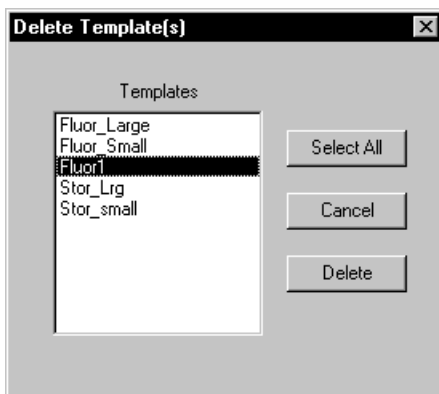 Delete Template(s)
Templates
Fluor_Large
Fluor_Small
Fluor1
Stor_Lrg
Stor_small
Select All
Cancel
Delete